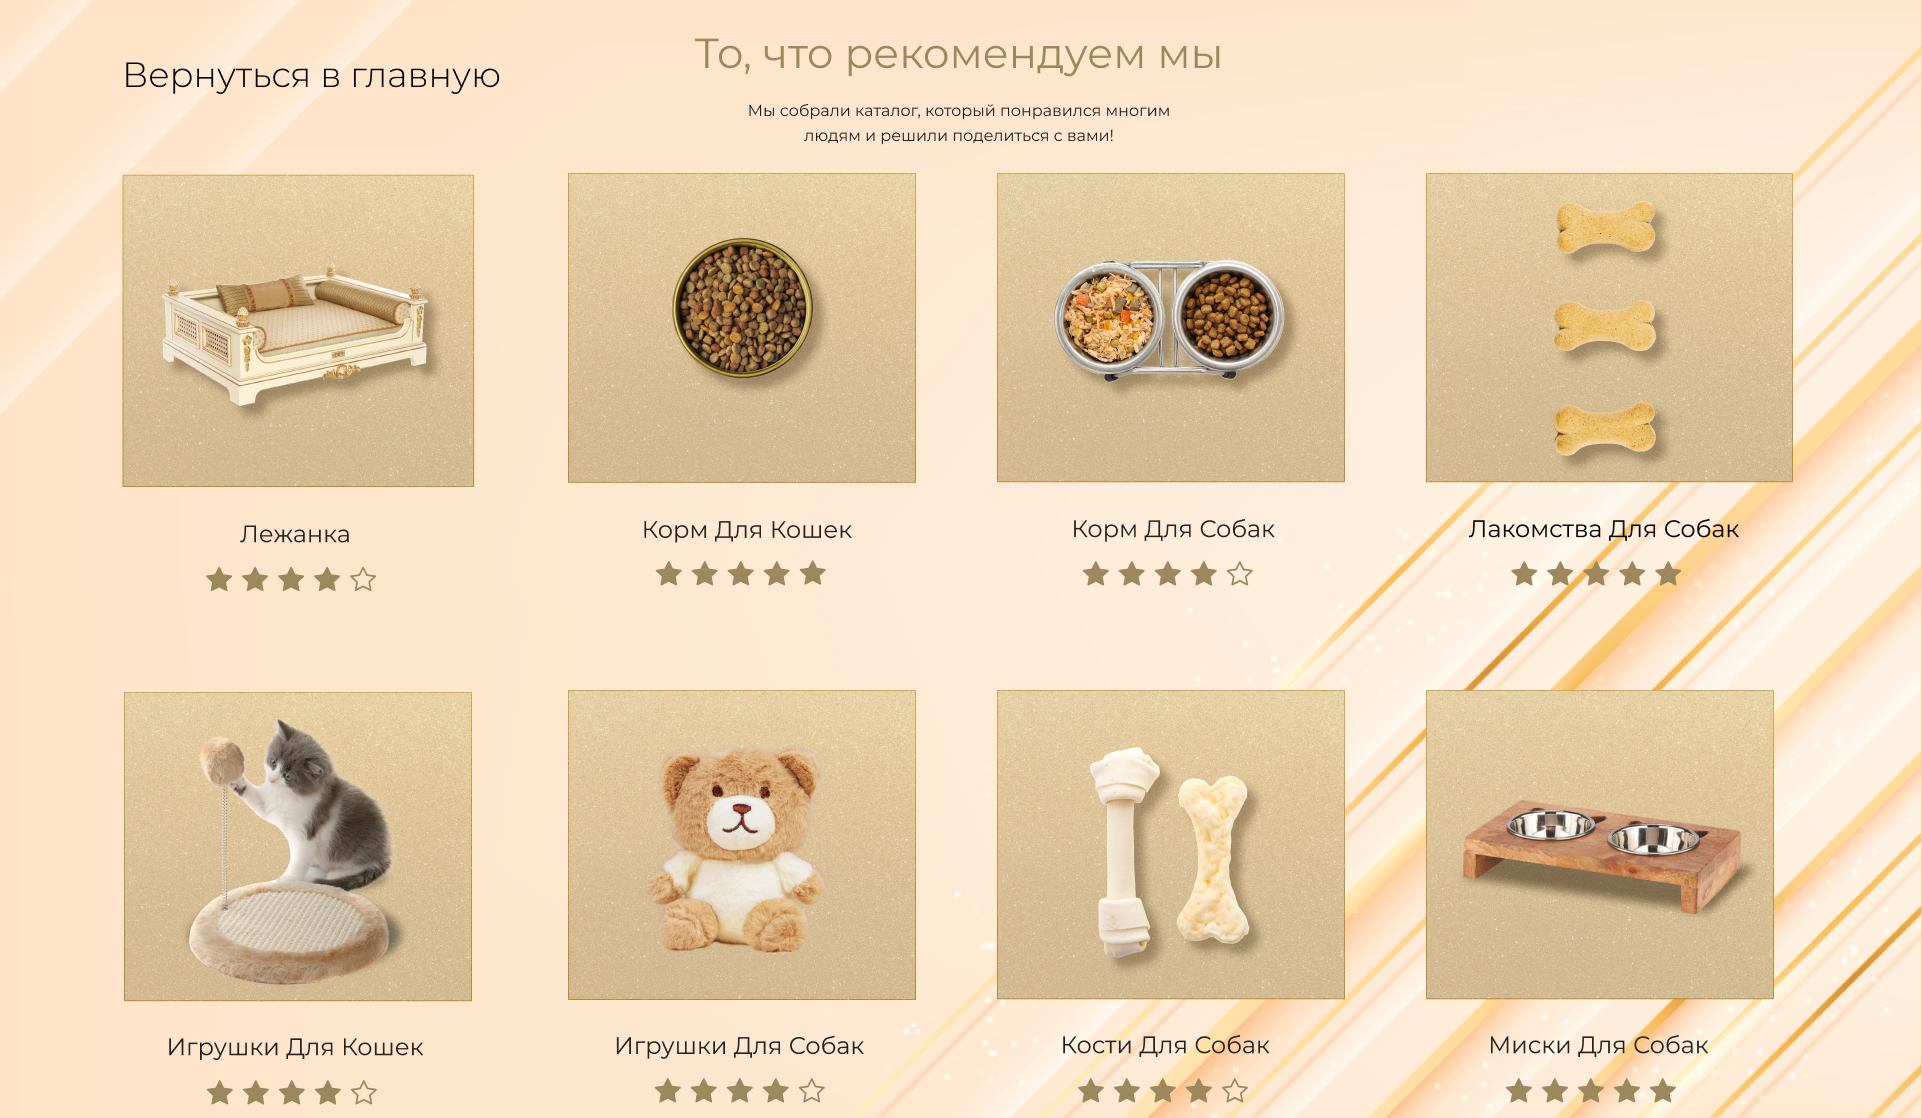 Вернуться в главную
То, что рекомендуем мы
Мы собрали каталог, который понравился многим
людям и решили поделиться с вами!
Лежанка
Корм Для Кошек
Корм Для Собак
Лакомства Для Собак
Игрушки Для Кошек
Игрушки Для Собак
Кости Для Собак
Миски Для Собак